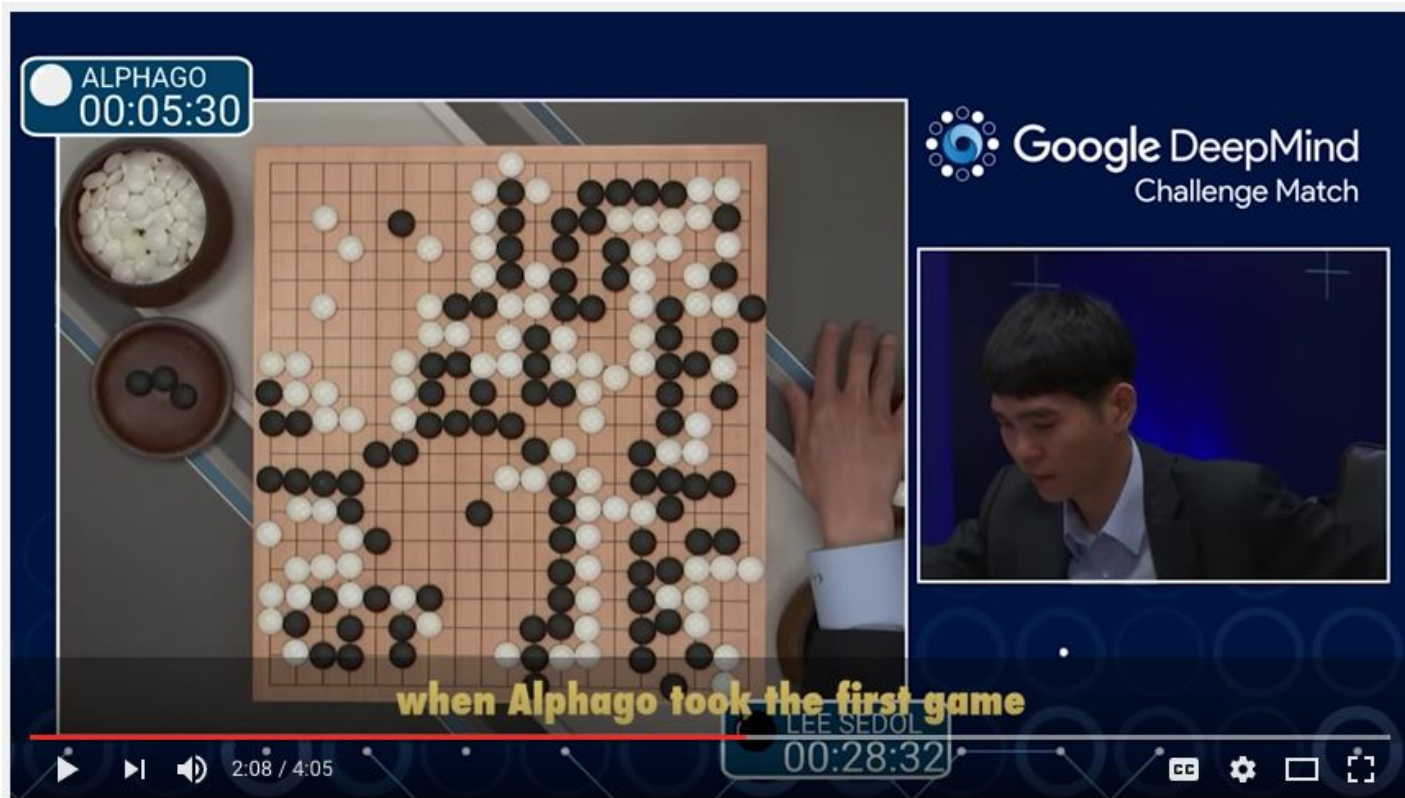 ALPHAGO
00:05:30
Google DeepMind
Challenge Match
when Alphago took the first game
LEE SEDOL
00:28:32
2:08 / 4:05
CC